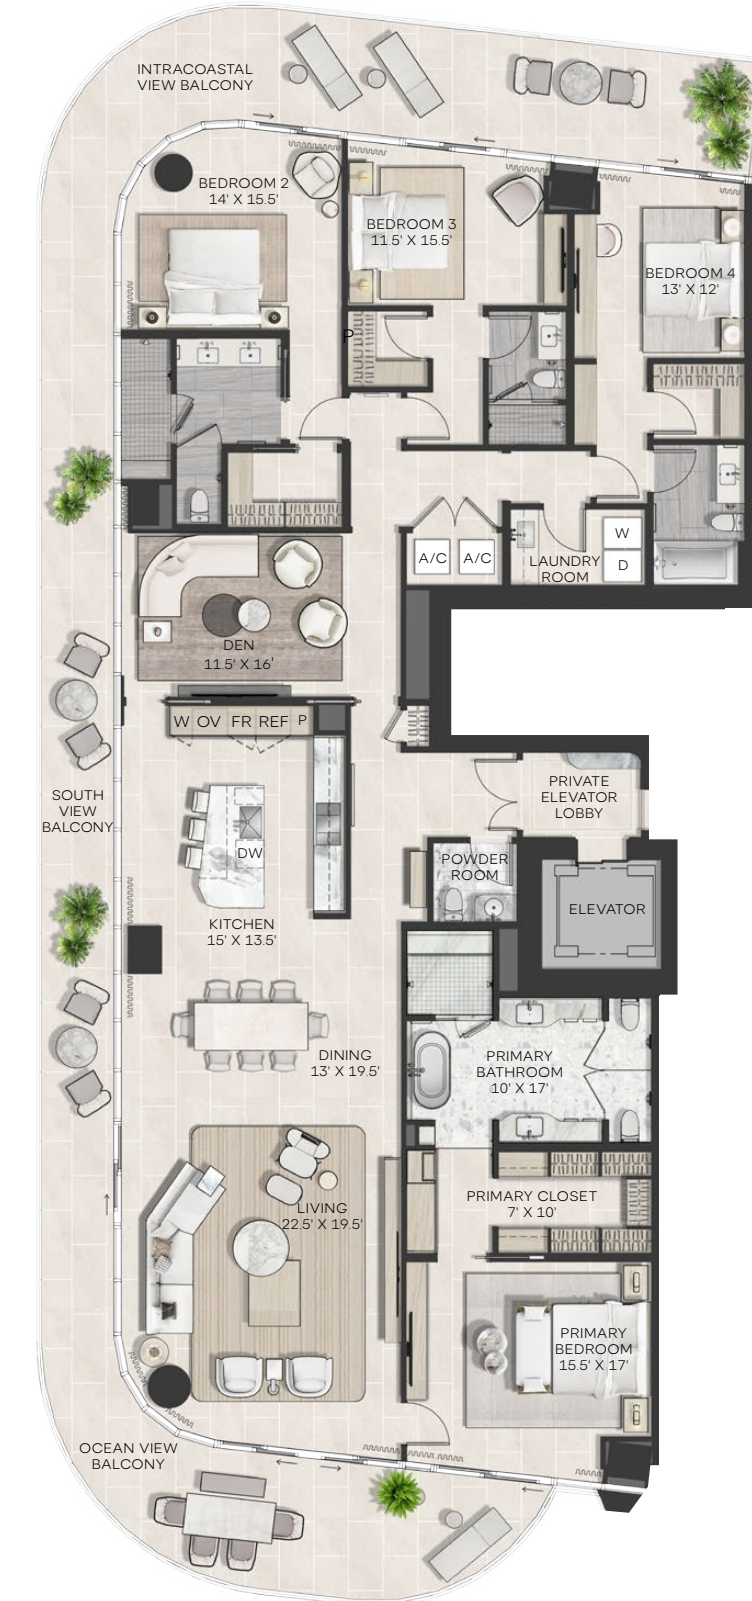 INTRACOASTAL
VIEW BALCONY
BEDROOM 2
14' X 15.5'
BEDROOM 3
11.5' X 15.5'
BEDROOM 4
13' X 12'
P
A/C
A/C
LAUNDRY
ROOM
W
D
DEN
11.5' X 16'
W OV FR REF P
SOUTH
VIEW
BALCONY
DW
KITCHEN
15' X 13.5'
PRIVATE
ELEVATOR
LOBBY
POWDER
ROOM
ELEVATOR
DINING
13' X 19.5'
PRIMARY
BATHROOM
10' X 17'
LIVING
22.5' X 19.5'
PRIMARY CLOSET
7' X 10'
PRIMARY
BEDROOM
15.5' X 17'
OCEAN VIEW
BALCONY